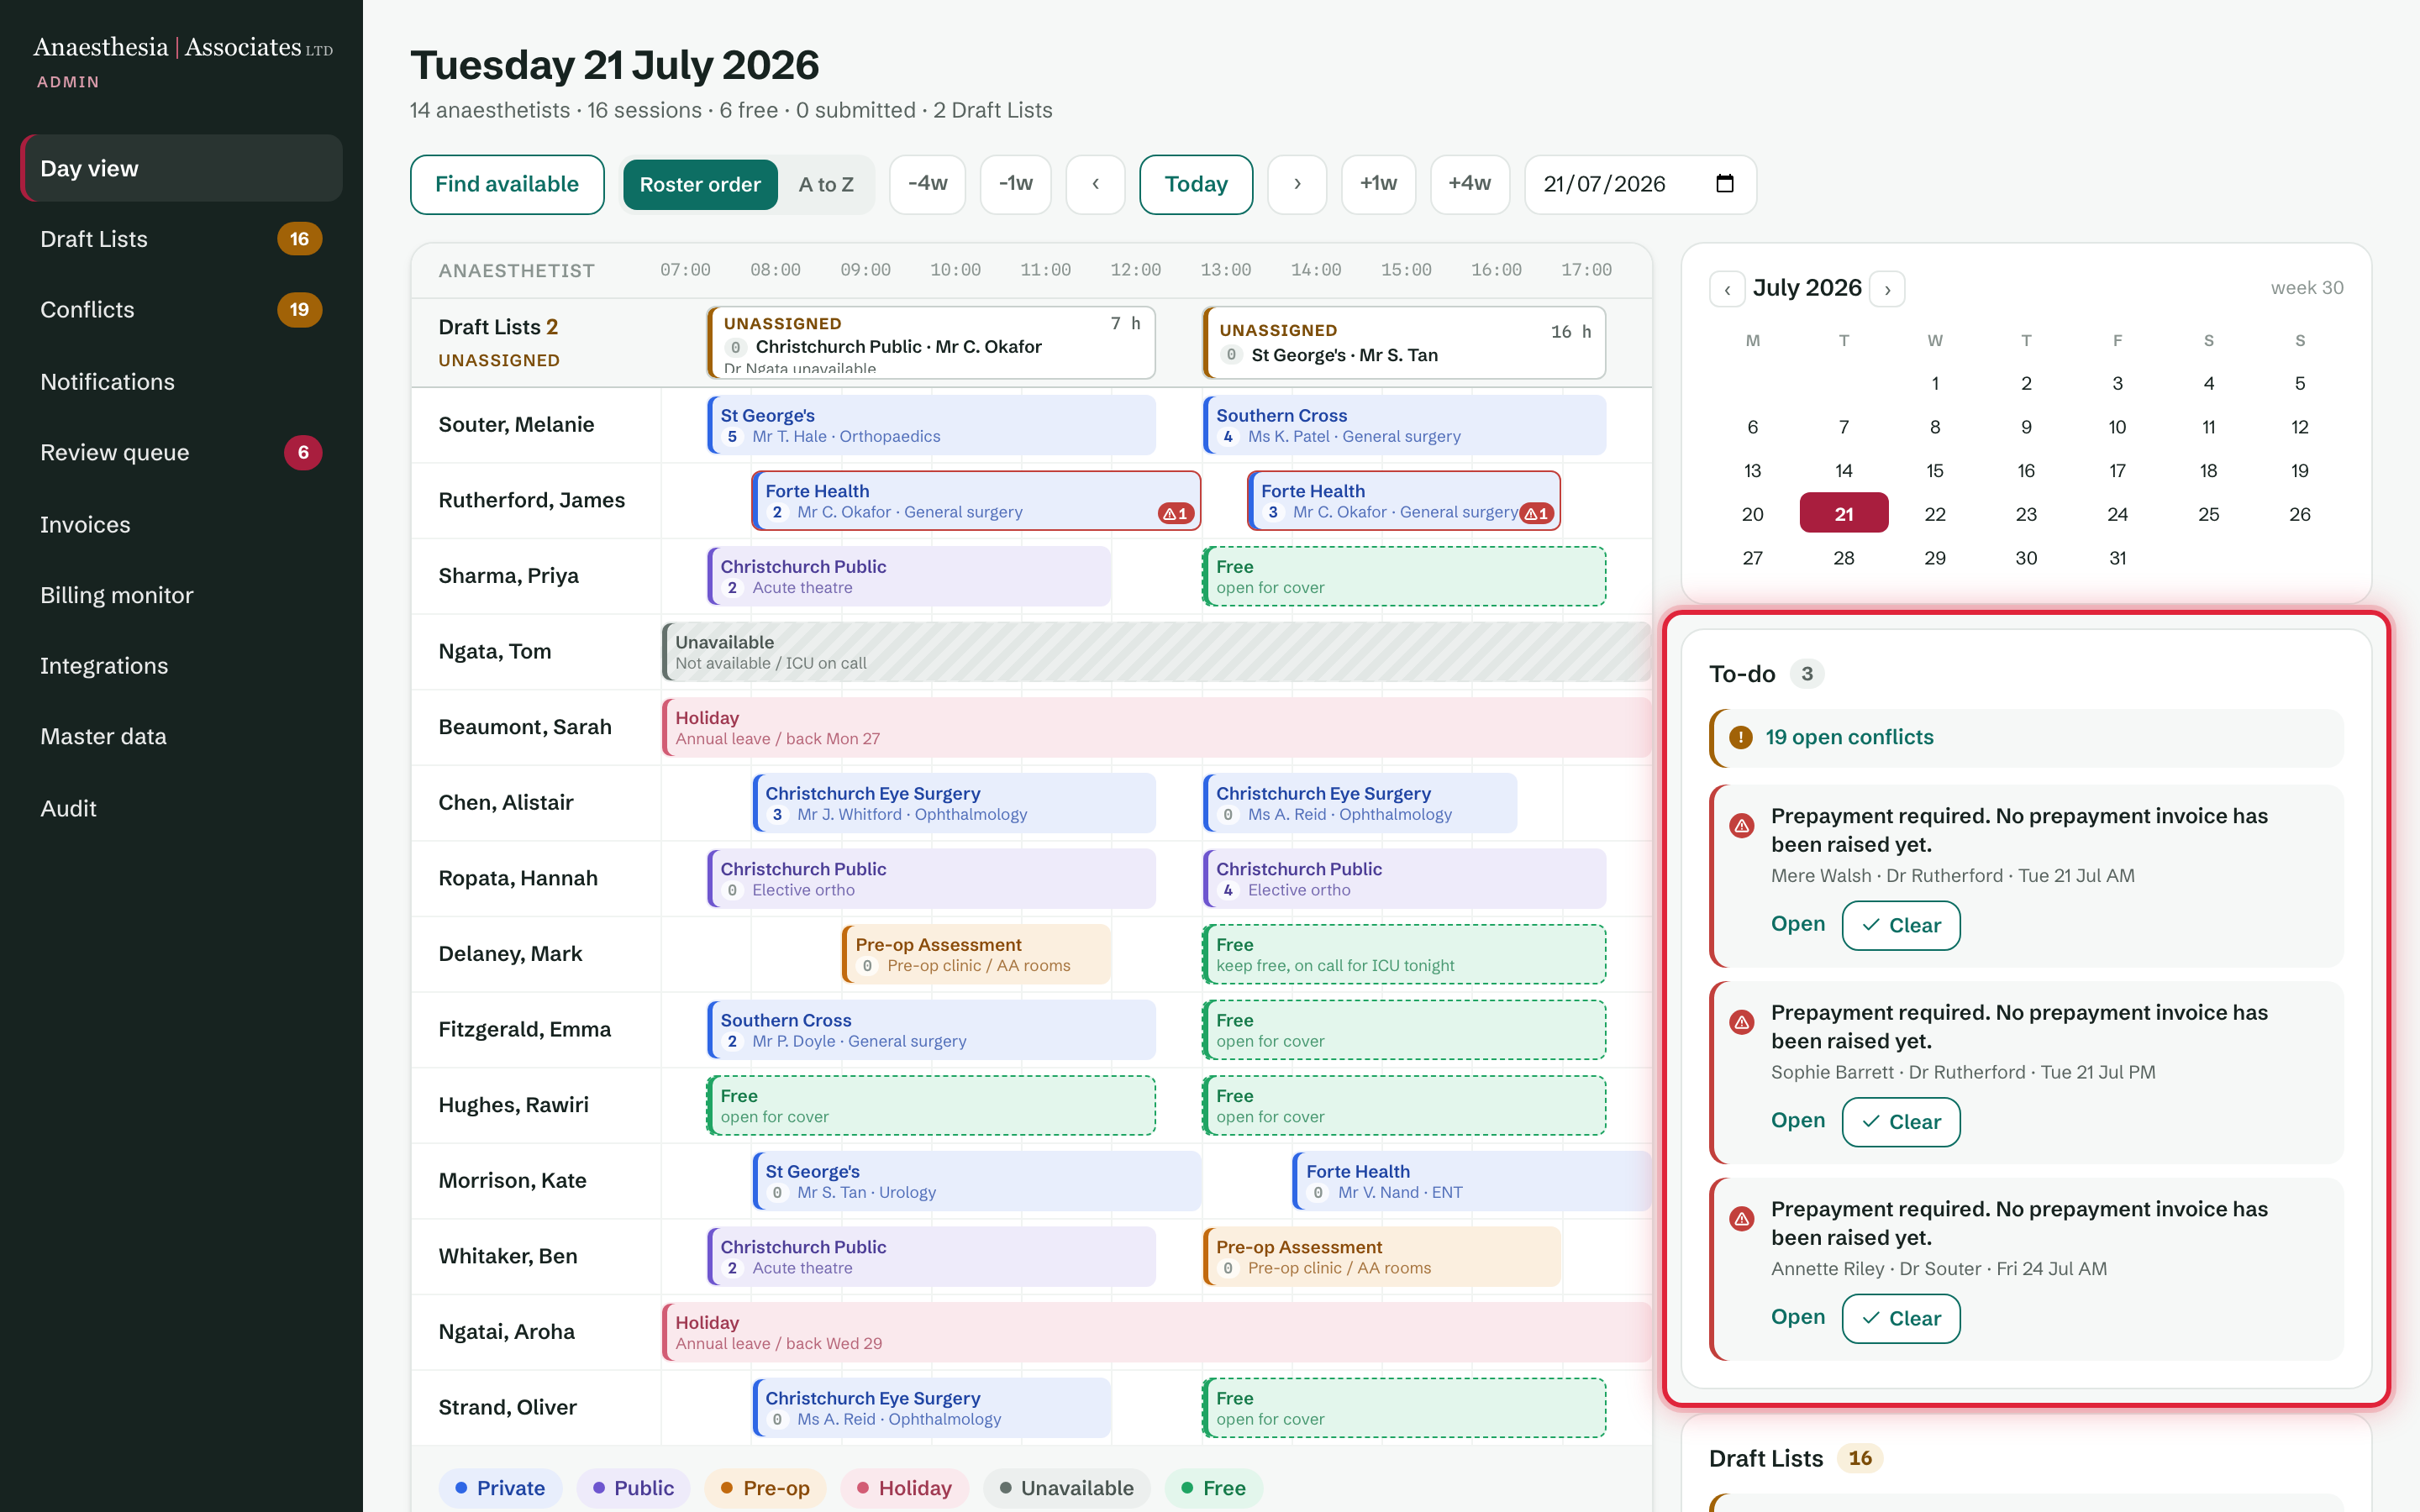 Anaesthesia | Associates LTD
ADMIN
Day view
Draft Lists 16
Conflicts 19
Notifications
Review queue 6
Invoices
Billing monitor
Integrations
Master data
Audit
Tuesday 21 July 2026
14 anaesthetists · 16 sessions · 6 free · 0 submitted · 2 Draft Lists
Find available Roster order A to Z -4w -1w ‹ Today › +1w +4w 21/07/2026
ANAESTHETIST 07:00 08:00 09:00 10:00 11:00 12:00 13:00 14:00 15:00 16:00 17:00
Draft Lists 2
UNASSIGNED
UNASSIGNED 7 h
0 Christchurch Public · Mr C. Okafor
Dr Ngata unavailable
UNASSIGNED 16 h
0 St George's · Mr S. Tan
Souter, Melanie
St George's
5 Mr T. Hale · Orthopaedics
Southern Cross
4 Ms K. Patel · General surgery
Rutherford, James
Forte Health
2 Mr C. Okafor · General surgery 1
Forte Health
3 Mr C. Okafor · General surgery 1
Sharma, Priya
Christchurch Public
2 Acute theatre
Free
open for cover
Ngata, Tom
Unavailable
Not available / ICU on call
Beaumont, Sarah
Holiday
Annual leave / back Mon 27
Chen, Alistair
Christchurch Eye Surgery
3 Mr J. Whitford · Ophthalmology
Christchurch Eye Surgery
0 Ms A. Reid · Ophthalmology
Ropata, Hannah
Christchurch Public
0 Elective ortho
Christchurch Public
4 Elective ortho
Delaney, Mark
Pre-op Assessment
0 Pre-op clinic / AA rooms
Free
keep free, on call for ICU tonight
Fitzgerald, Emma
Southern Cross
2 Mr P. Doyle · General surgery
Free
open for cover
Hughes, Rawiri
Free
open for cover
Free
open for cover
Morrison, Kate
St George's
0 Mr S. Tan · Urology
Forte Health
0 Mr V. Nand · ENT
Whitaker, Ben
Christchurch Public
2 Acute theatre
Pre-op Assessment
0 Pre-op clinic / AA rooms
Ngatai, Aroha
Holiday
Annual leave / back Wed 29
Strand, Oliver
Christchurch Eye Surgery
0 Ms A. Reid · Ophthalmology
Free
open for cover
Private Public Pre-op Holiday Unavailable Free
‹ July 2026 › week 30
M T W T F S S
1 2 3 4 5
6 7 8 9 10 11 12
13 14 15 16 17 18 19
20 21 22 23 24 25 26
27 28 29 30 31
To-do 3
19 open conflicts
Prepayment required. No prepayment invoice has
been raised yet.
Mere Walsh · Dr Rutherford · Tue 21 Jul AM
Open Clear
Prepayment required. No prepayment invoice has
been raised yet.
Sophie Barrett · Dr Rutherford · Tue 21 Jul PM
Open Clear
Prepayment required. No prepayment invoice has
been raised yet.
Annette Riley · Dr Souter · Fri 24 Jul AM
Open Clear
Draft Lists 16